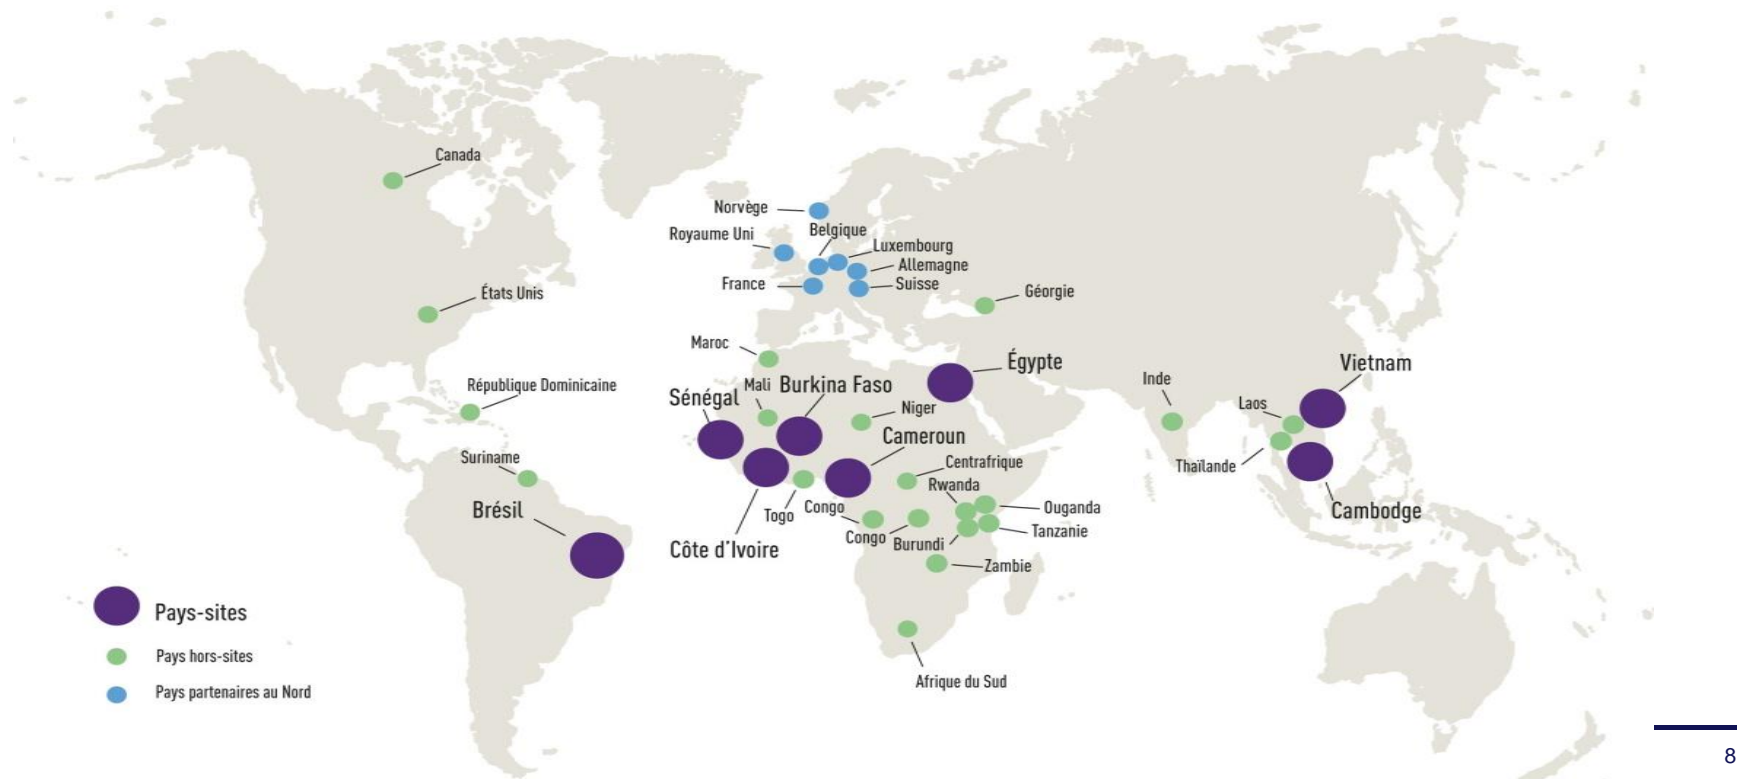 Canada
Norvège
Belgique
Royaume Uni
Luxembourg
Allemagne
France
Suisse
États Unis
Géorgie
Maroc
Égypte
Vietnam
République Dominicaine
Mali
Burkina Faso
Inde
Sénégal
Niger
Laos
Cameroun
Suriname
Centrafrique
Thaïlande
Rwanda
Brésil
Togo
Congo
Ouganda
Cambodge
Congo
Burundi
Tanzanie
Côte d'Ivoire
Zambie
Pays-sites
Pays hors-sites
Afrique du Sud
Pays partenaires au Nord
8